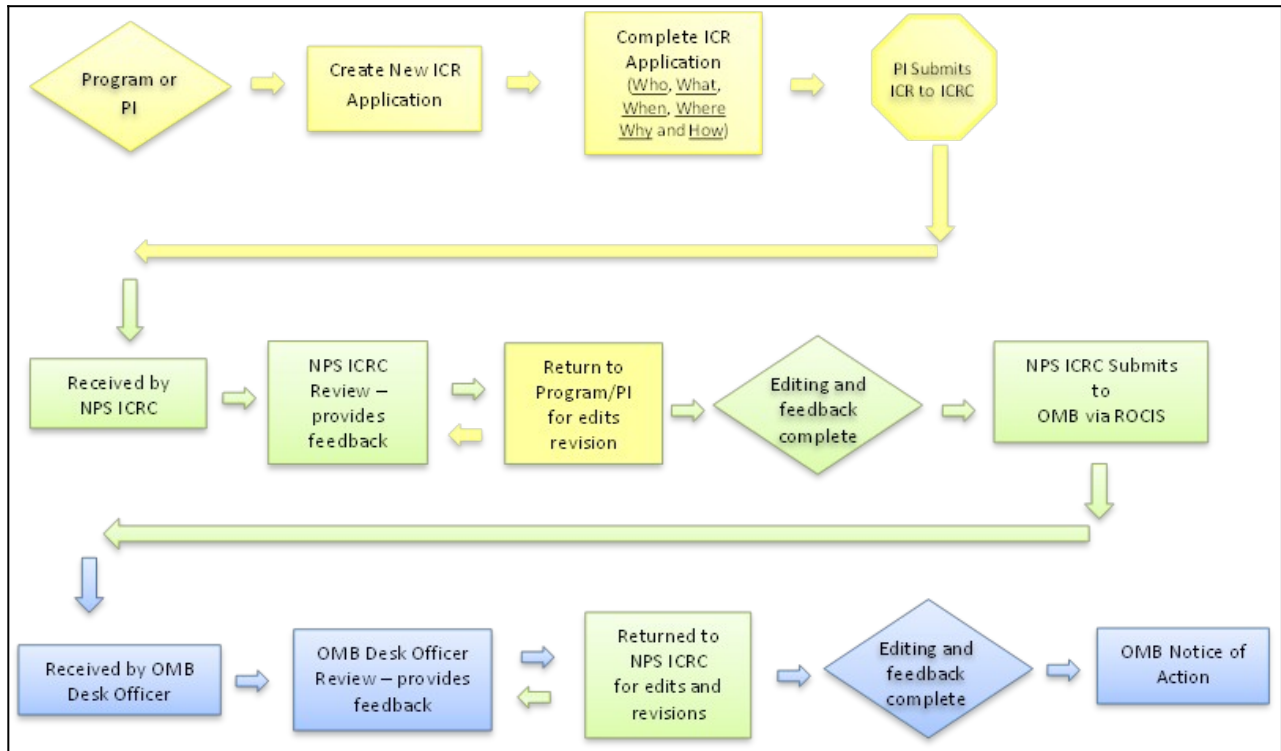 Program or
PI
Create New ICR
Application
Complete ICR
Application
(Who, What,
When, Where
Why and How)
PI Submits
ICR to ICRC
Received by
NPS ICRC
NPS ICRC
Review –
provides
feedback
Return to
Program/PI
for edits
revision
Editing and
feedback
complete
NPS ICRC Submits
to
OMB via ROCIS
Received by OMB
Desk Officer
OMB Desk Officer
Review – provides
feedback
Returned to
NPS ICRC
for edits and
revisions
Editing and
feedback
complete
OMB Notice of
Action